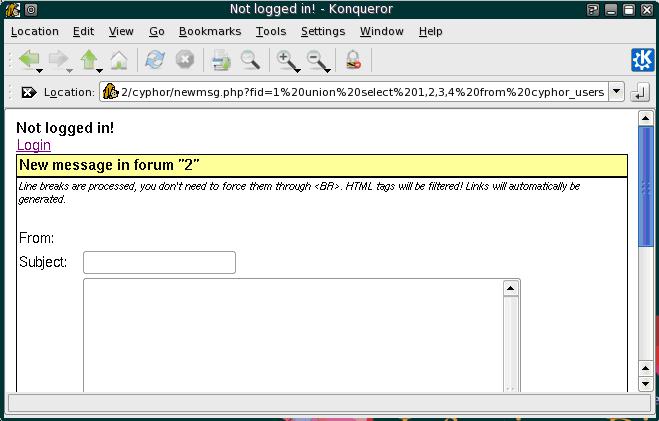 Not logged in! - Konqueror
Location Edit View Go Bookmarks Tools Settings Window Help
Location: 2/cyphor/newmsg.php?fid=1%20union%20select%201,2,3,4%20from%20cyphor_users
Not logged in!
Login
New message in forum "2"
Line breaks are processed, you don't need to force them through <BR>. HTML tags will be filtered! Links will automatically be
generated.
From:
Subject: